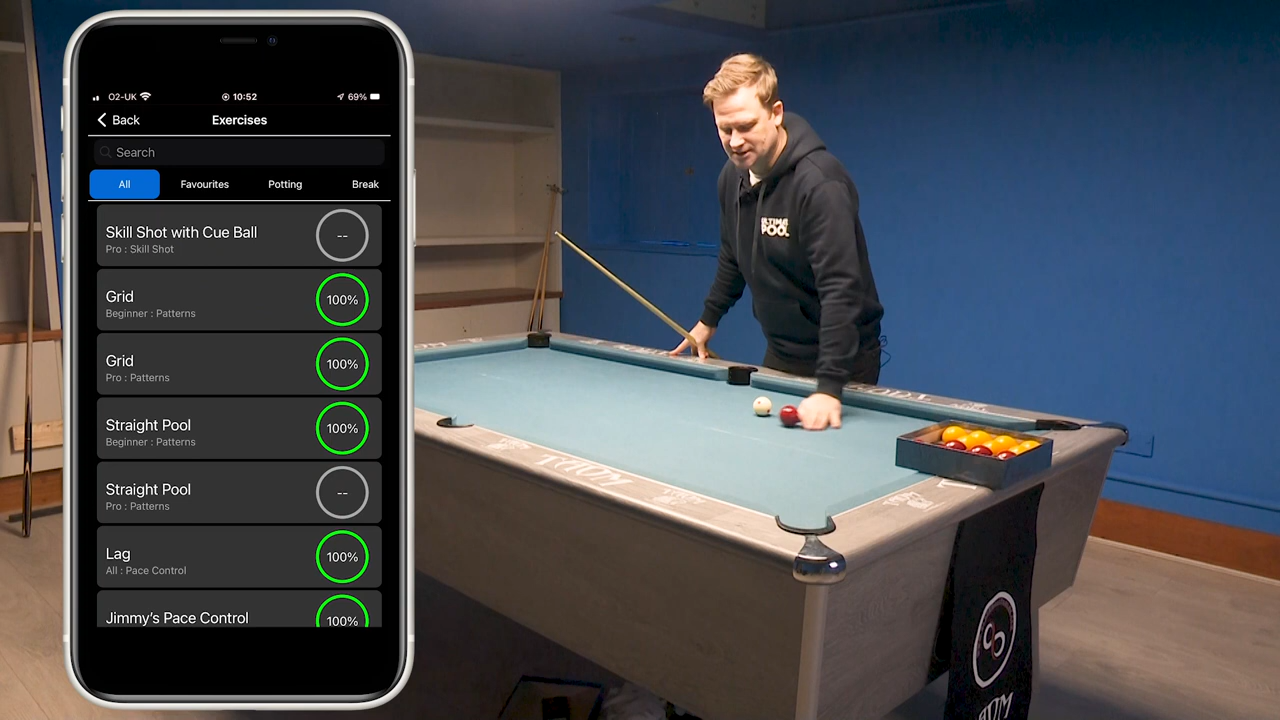 O2-UK
10:52
69%
Back
Exercises
Search
All
Favourites
Potting
Break
Skill Shot with Cue Ball
Pro : Skill Shot
--
Grid
Beginner : Patterns
100%
Grid
Pro : Patterns
100%
Straight Pool
Beginner : Patterns
100%
Straight Pool
Pro : Patterns
--
Lag
All : Pace Control
100%
Jimmy's Pace Control
100%
POOL